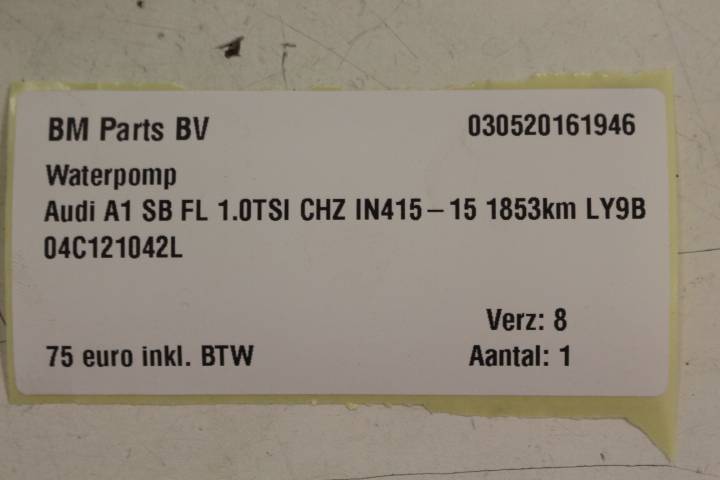 BM Parts BV 030520161946
Waterpomp
Audi A1 SB FL 1.0TSI CHZ IN415-15 1853km LY9B
04C121042L
Verz: 8
75 euro inkl. BTW Aantal: 1